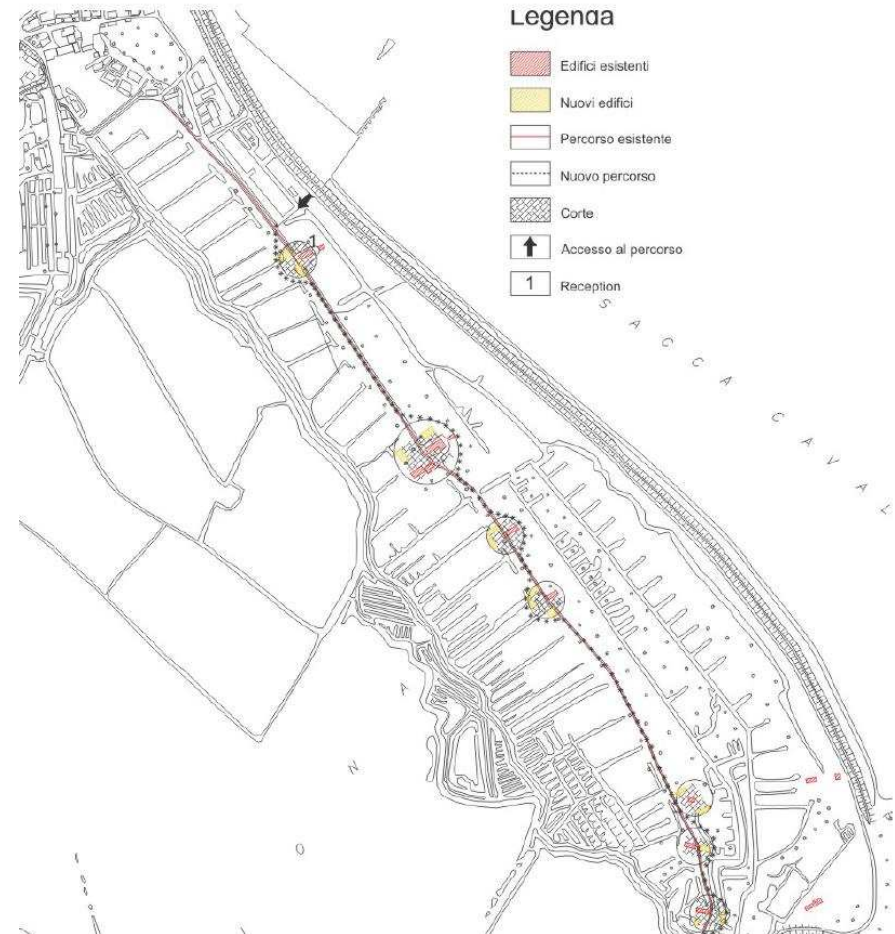 Legenda
Edifici esistenti
Nuovi edifici
Percorso esistente
Nuovo percorso
Corte
Accesso al percorso
1 Reception
1
S A C C A C A V A L
A
N
O